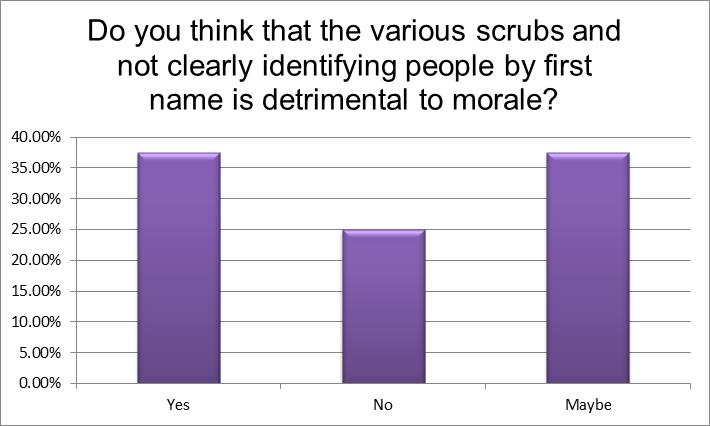 Do you think that the various scrubs and
not clearly identifying people by first
name is detrimental to morale?
40.00%
35.00%
30.00%
25.00%
20.00%
15.00%
10.00%
5.00%
0.00%
Yes
No
Maybe